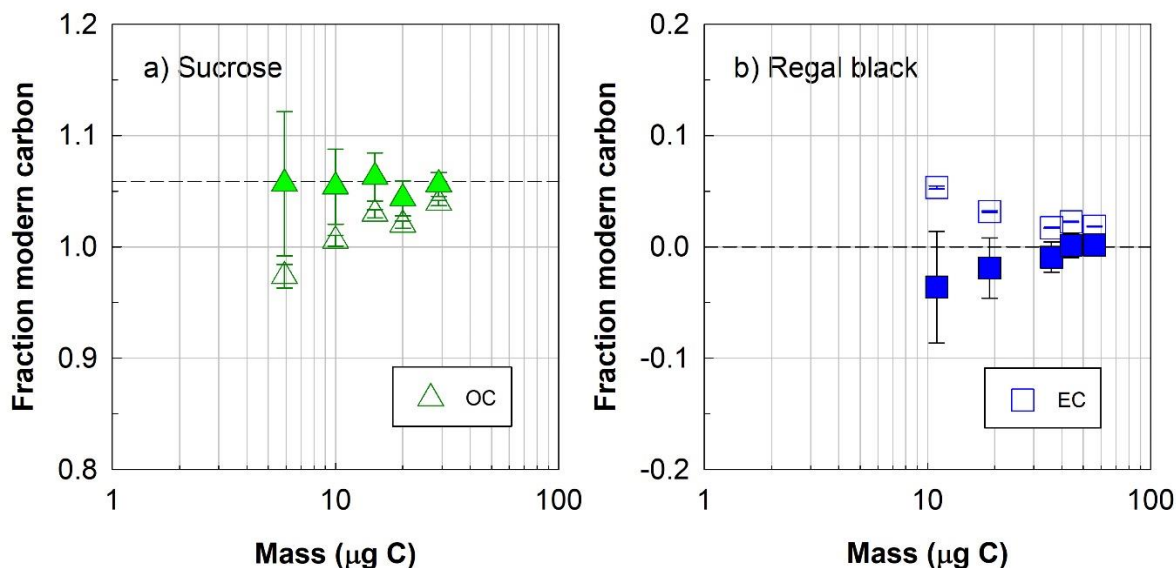 a) Sucrose
Fraction modern carbon
1.2
1.1
1.0
0.9
0.8
OC
1
10
100
Mass (μg C)
b) Regal black
Fraction modern carbon
0.2
0.1
0.0
-0.1
-0.2
EC
1
10
100
Mass (μg C)